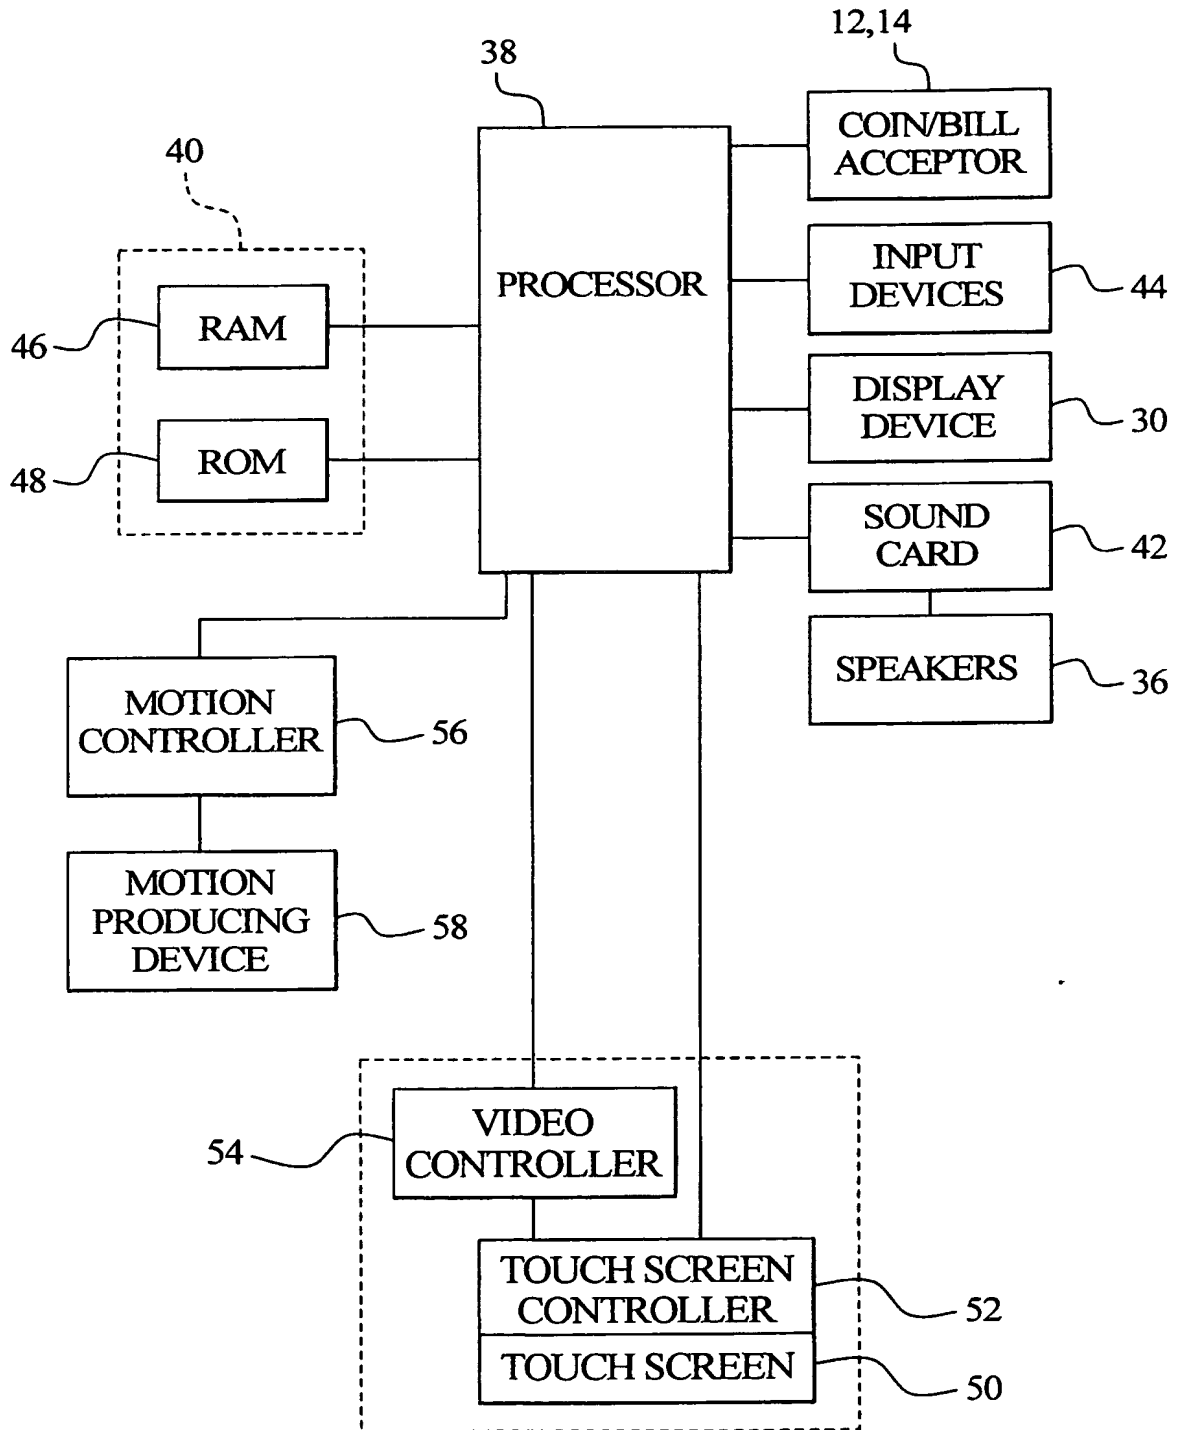 12,14
38
COIN/BILL
ACCEPTOR
40
PROCESSOR
INPUT
DEVICES
44
46
RAM
DISPLAY
DEVICE
30
48
ROM
SOUND
CARD
42
SPEAKERS
36
MOTION
CONTROLLER
56
MOTION
PRODUCING
DEVICE
58
54
VIDEO
CONTROLLER
TOUCH SCREEN
CONTROLLER
52
TOUCH SCREEN
50